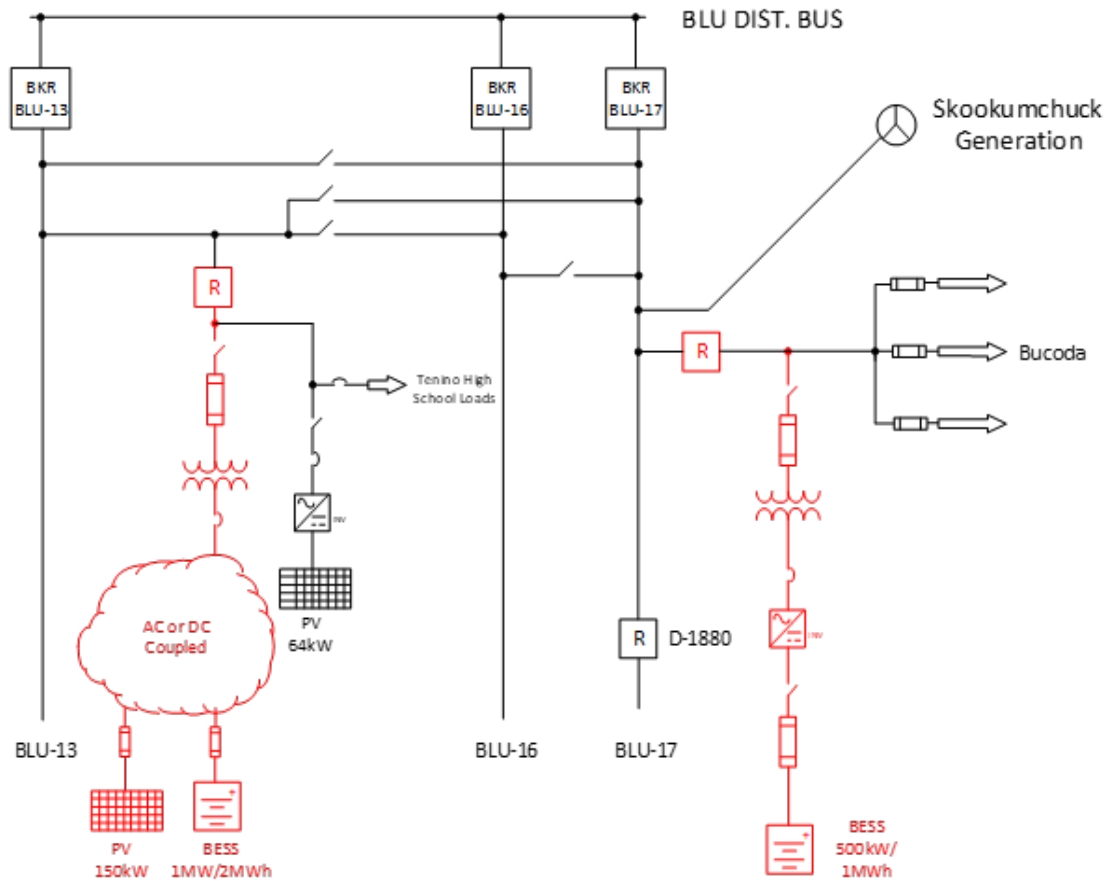 BLU DIST. BUS
BKR
BLU-13
BKR
BLU-16
BKR
BLU-17
Skookumchuck
Generation
R
R
Bucoda
Tenino High
School Loads
INV
PV
64kW
AC or DC
Coupled
R
D-1880
INV
BLU-13
BLU-16
BLU-17
PV
150kW
BESS
1MW/2MWh
BESS
500kW/
1MWh